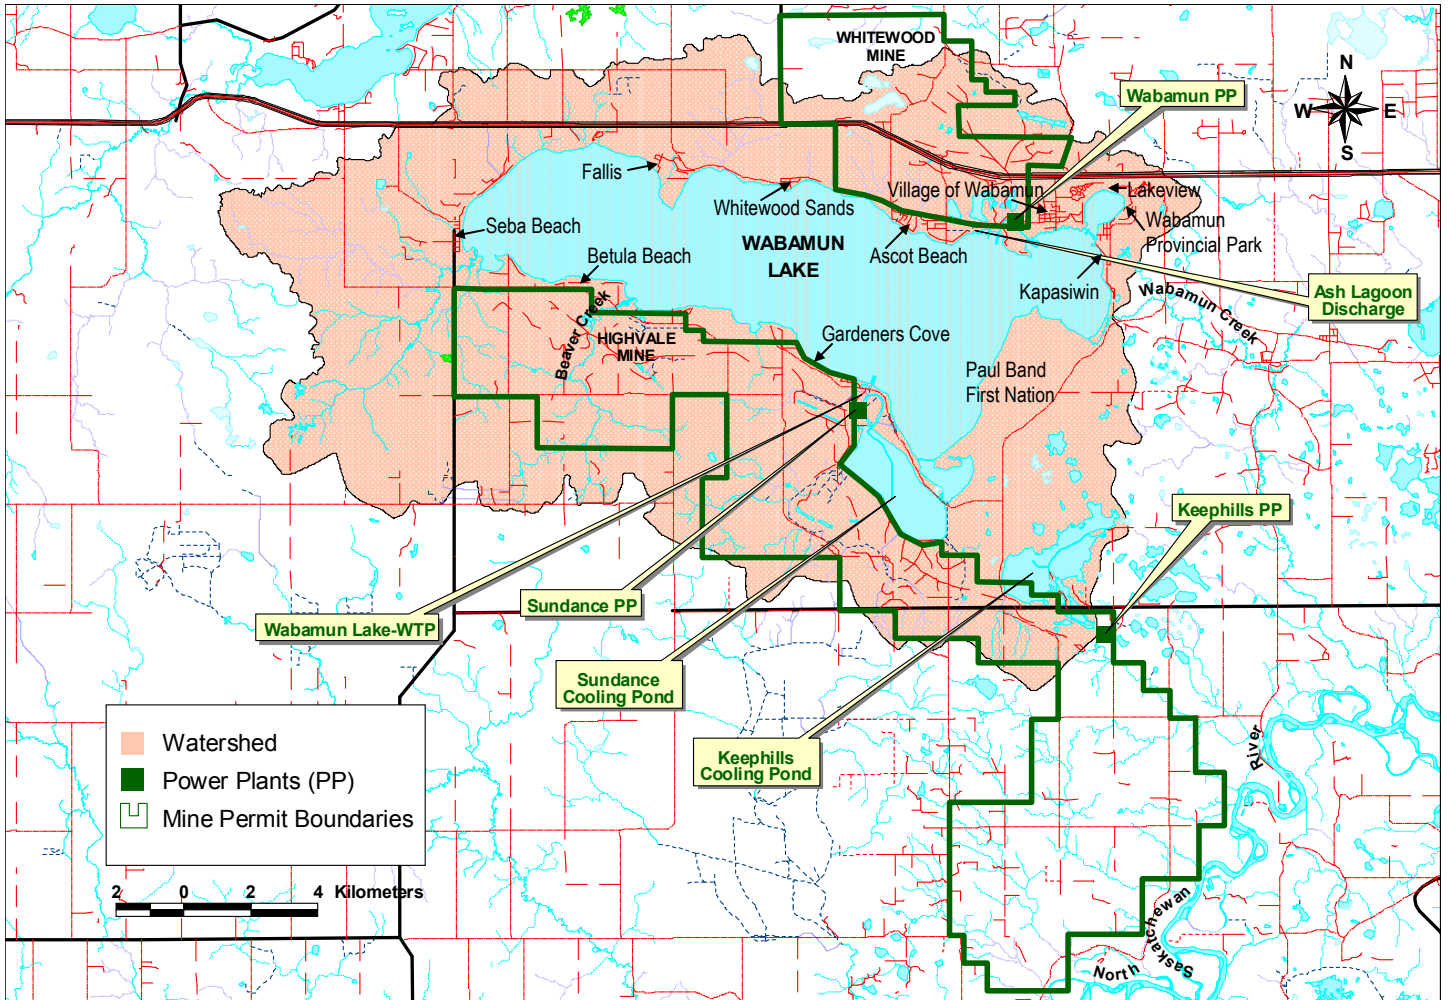 WHITEWOOD
MINE
N
W
E
S
Wabamun PP
Fallis
Whitewood Sands
Village of Wabamun
Lakeview
Wabamun
Provincial Park
Seba Beach
WABAMUN
LAKE
Ascot Beach
Betula Beach
Kapasiwin
Ash Lagoon
Discharge
Wabamun Creek
Beaver Creek
HIGHVALE
MINE
Gardeners Cove
Paul Band
First Nation
Keephills PP
Sundance PP
Wabamun Lake-WTP
Sundance
Cooling Pond
Keephills
Cooling Pond
Watershed
Power Plants (PP)
Mine Permit Boundaries
2 0 2 4 Kilometers
North Saskatchewan River